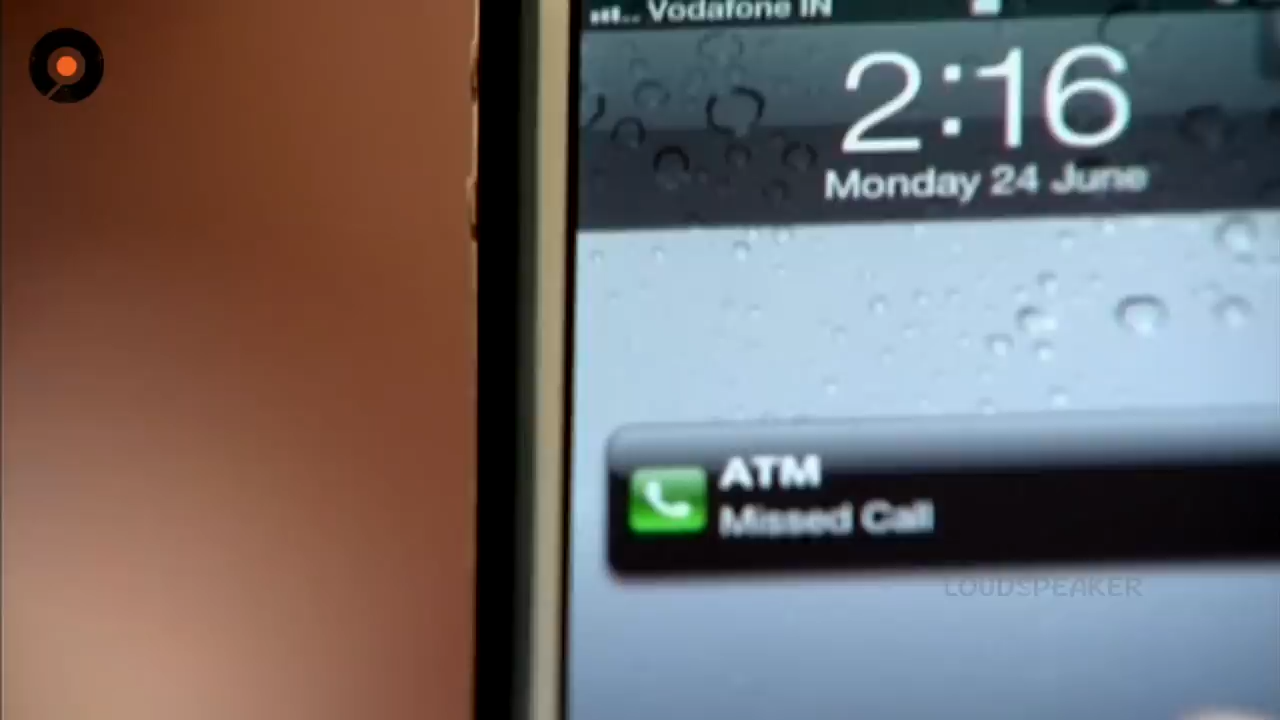 Vodafone IN
2:16
Monday 24 June
ATM
Missed Call
LOUDSPEAKER